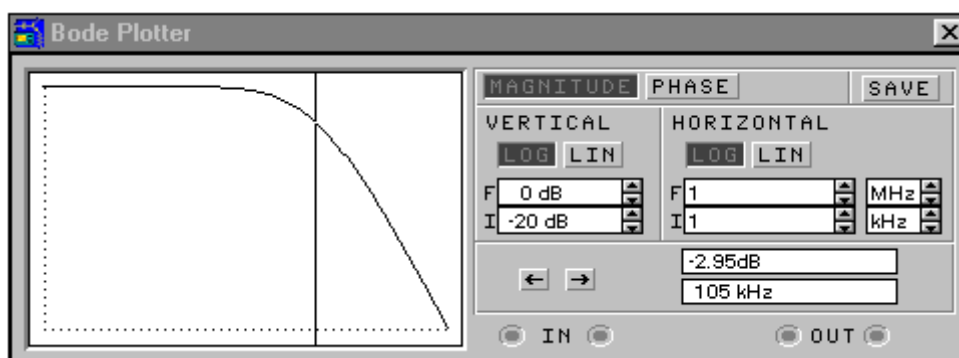 Bode Plotter
MAGNITUDE PHASE SAVE
VERTICAL HORIZONTAL
LOG LIN LOG LIN
F 0 dB F 1 MHz
I -20 dB I 1 kHz
← → -2.95dB
105 kHz
IN OUT